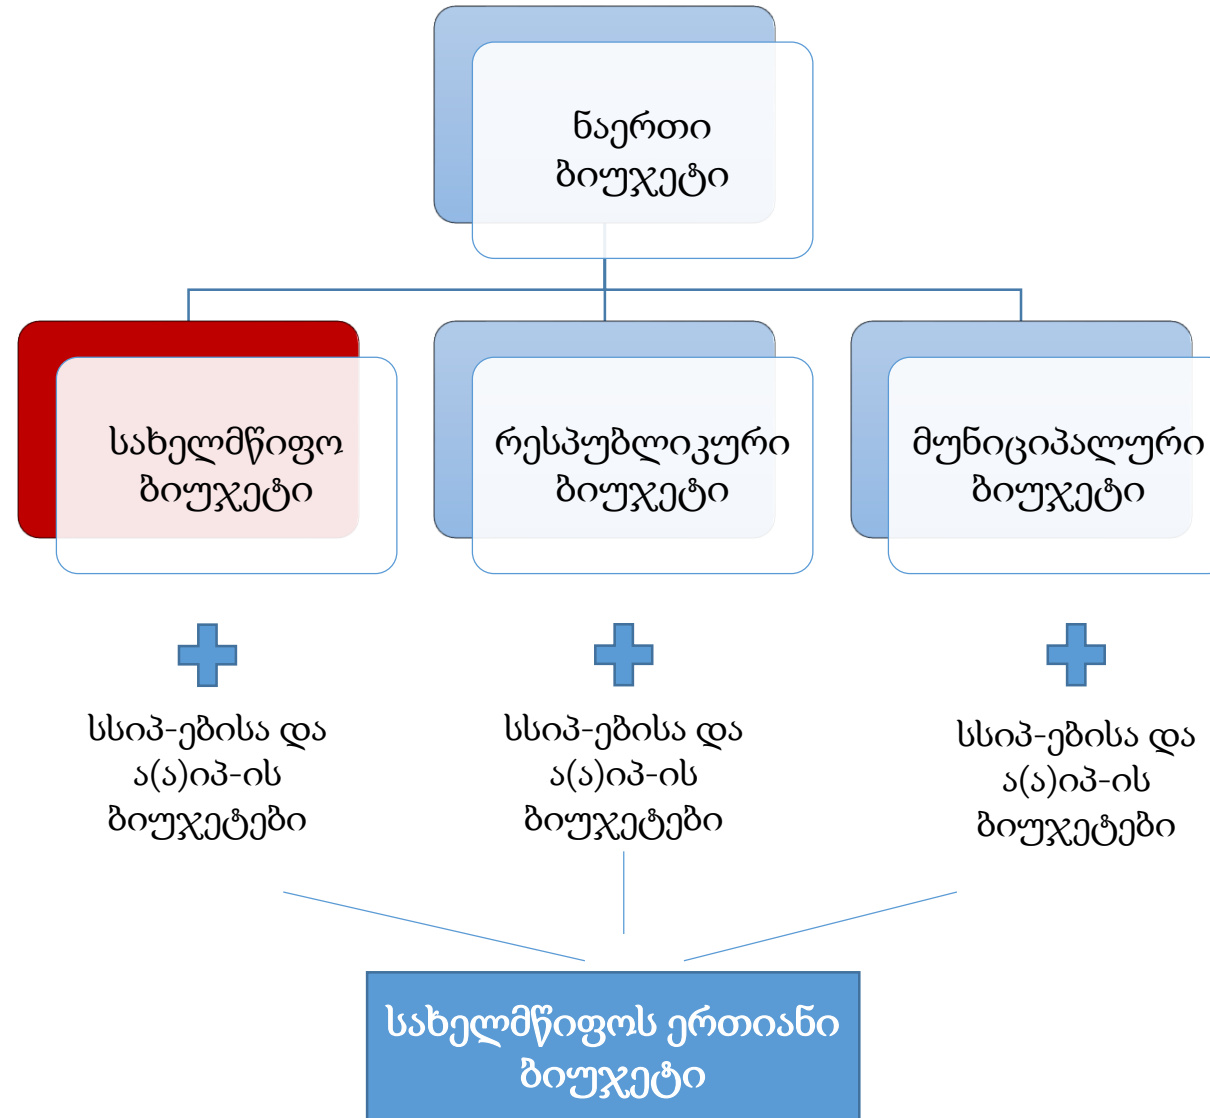 ნაერთი
ბიუჯეტი
სახელმწიფო
ბიუჯეტი
რესპუბლიკური
ბიუჯეტი
მუნიციპალური
ბიუჯეტი
სსიპ-ებისა და
ა(ა)იპ-ის
ბიუჯეტები
სსიპ-ებისა და
ა(ა)იპ-ის
ბიუჯეტები
სსიპ-ებისა და
ა(ა)იპ-ის
ბიუჯეტები
სახელმწიფოს ერთიანი
ბიუჯეტი